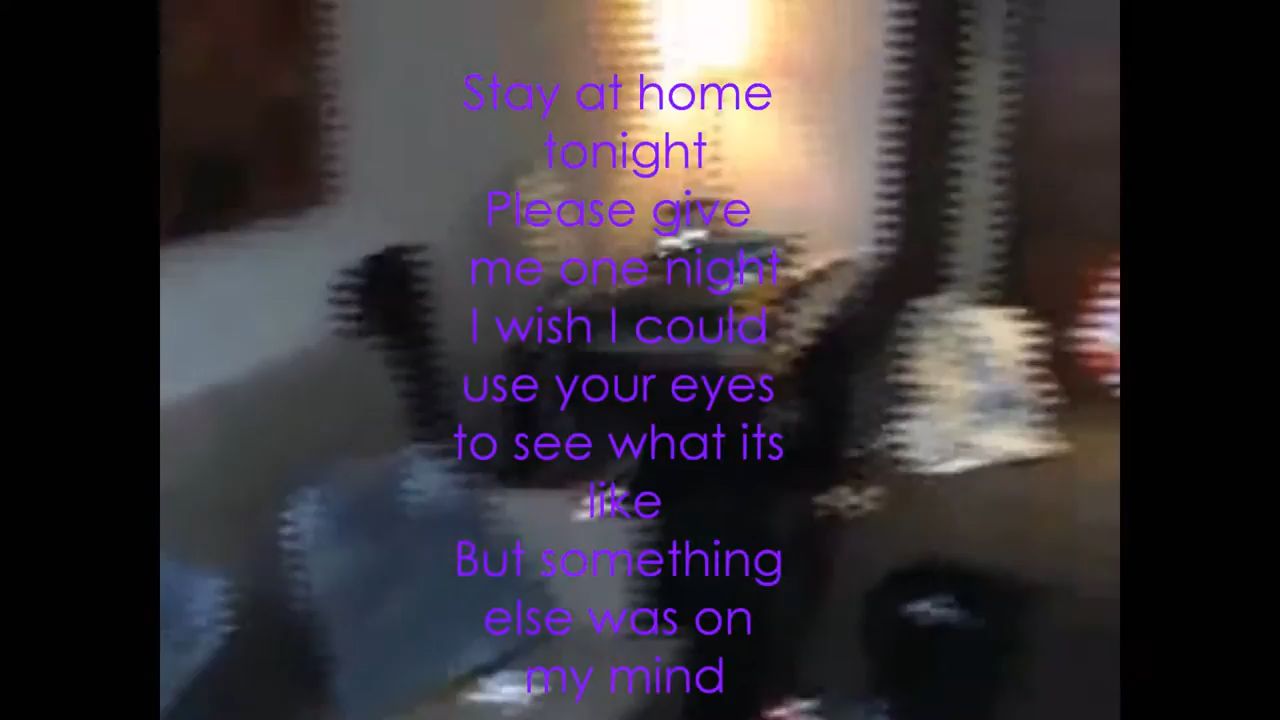 Stay at home
tonight
Please give
me one night
I wish I could
use your eyes
to see what its
like
But something
else was on
my mind